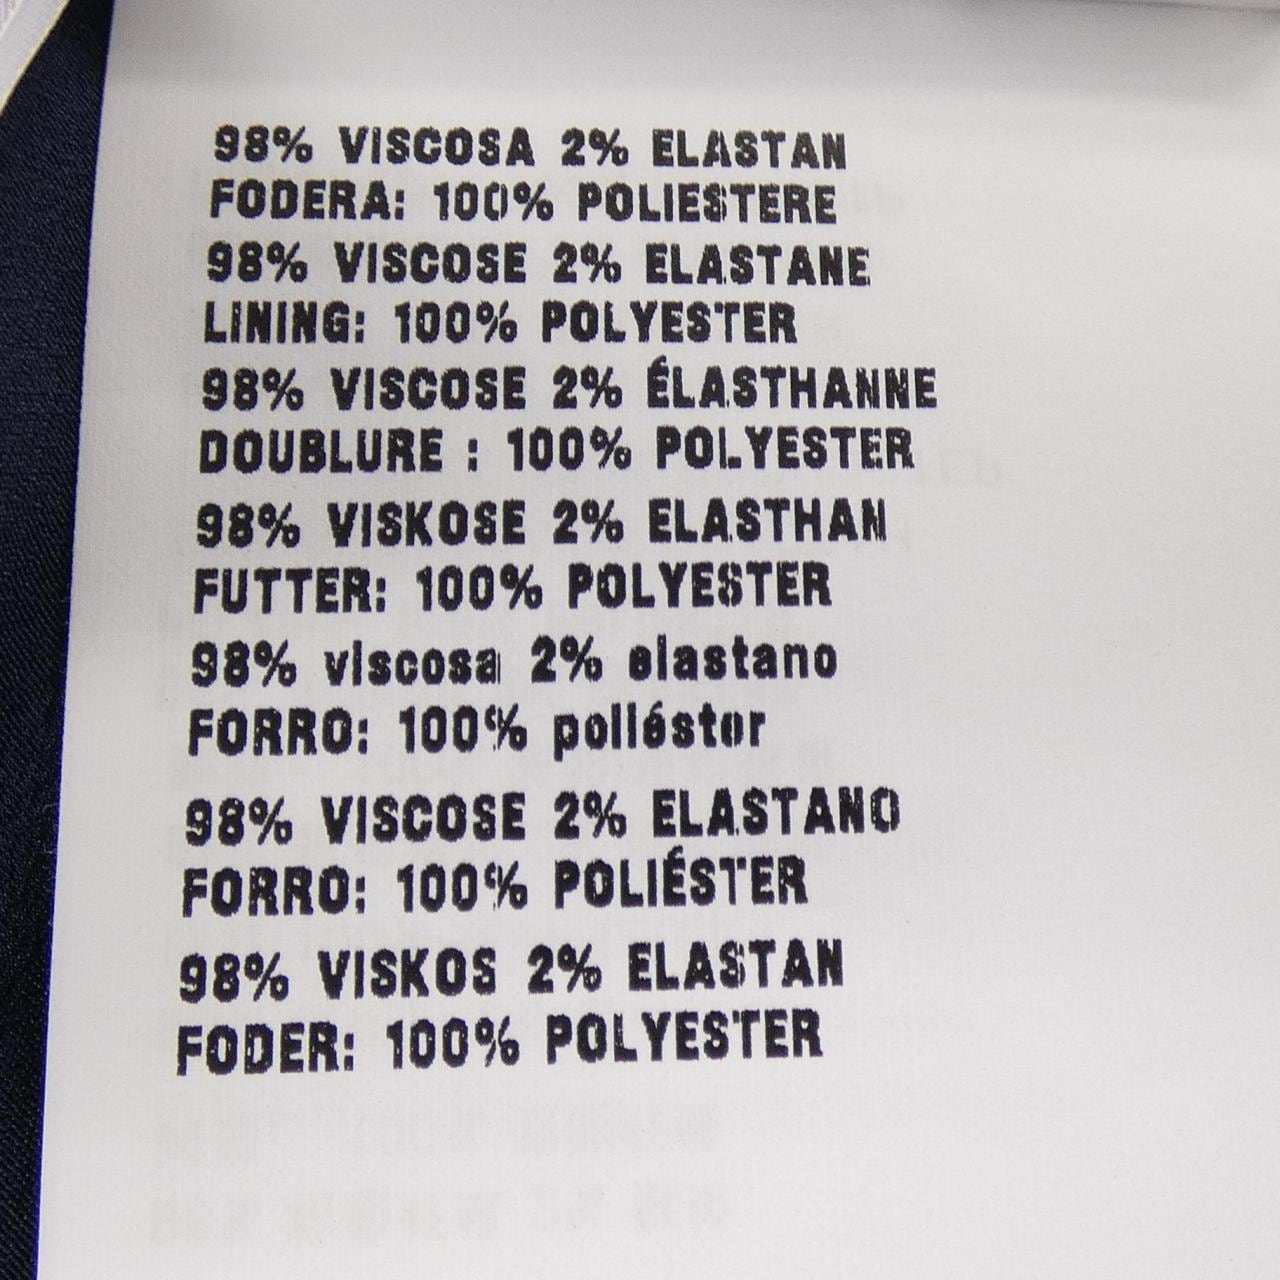 98% VISCOSA 2% ELASTAN
FODERA: 100% POLIESTERE
98% VISCOSE 2% ELASTANE
LINING: 100% POLYESTER
98% VISCOSE 2% ÉLASTHANNE
DOUBLURE : 100% POLYESTER
98% VISKOSE 2% ELASTHAN
FUTTER: 100% POLYESTER
98% viscosa 2% elastano
FORRO: 100% poliéster
98% VISCOSE 2% ELASTANO
FORRO: 100% POLIÉSTER
98% VISKOS 2% ELASTAN
FODER: 100% POLYESTER